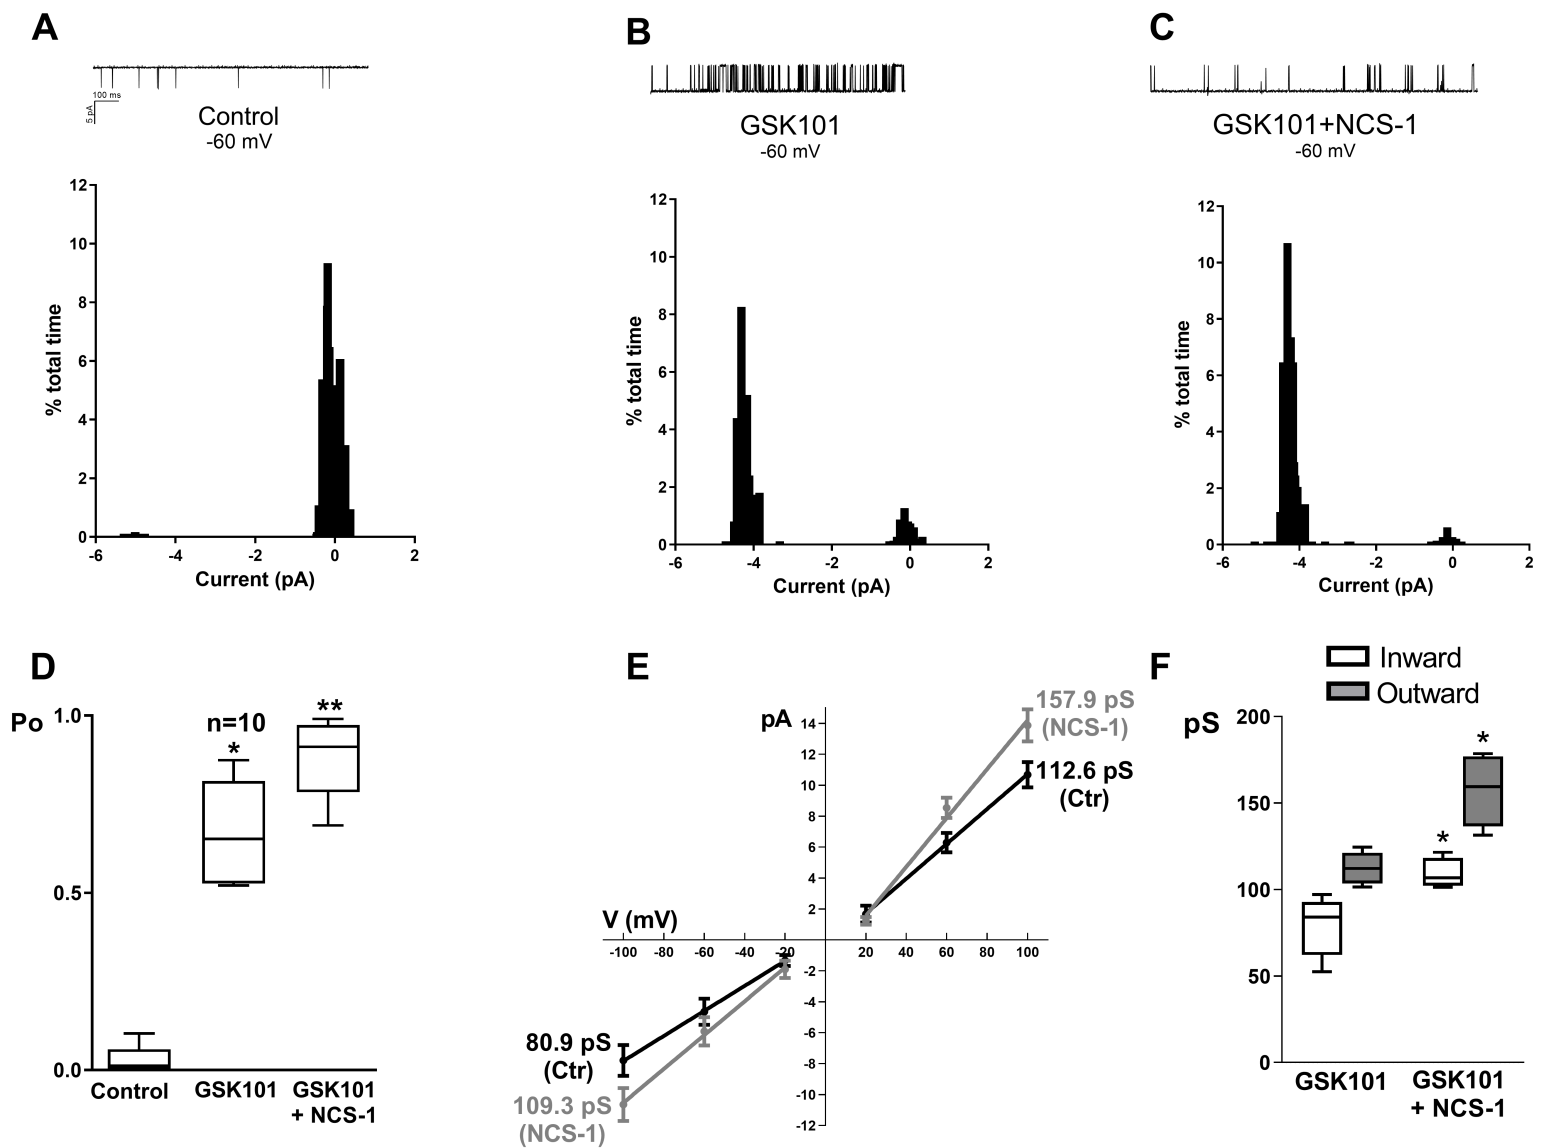 A
100 ms
5 pA
Control
-60 mV
12
10
8
6
4
2
0
% total time
-6 -4 -2 0 2
Current (pA)
B
GSK101
-60 mV
12
10
8
6
4
2
0
% total time
-6 -4 -2 0 2
Current (pA)
C
GSK101+NCS-1
-60 mV
12
10
8
6
4
2
0
% total time
-6 -4 -2 0 2
Current (pA)
D
Po
1.0
0.5
0.0
n=10
*
**
Control GSK101 GSK101
+ NCS-1
E
pA
157.9 pS
(NCS-1)
112.6 pS
(Ctr)
14
12
10
8
6
4
2
V (mV)
-100 -80 -60 -40 -20 20 40 60 80 100
-2
-4
-6
-8
-10
-12
80.9 pS
(Ctr)
109.3 pS
(NCS-1)
F
Inward
Outward
pS
200
150
100
50
0
*
*
GSK101 GSK101
+ NCS-1